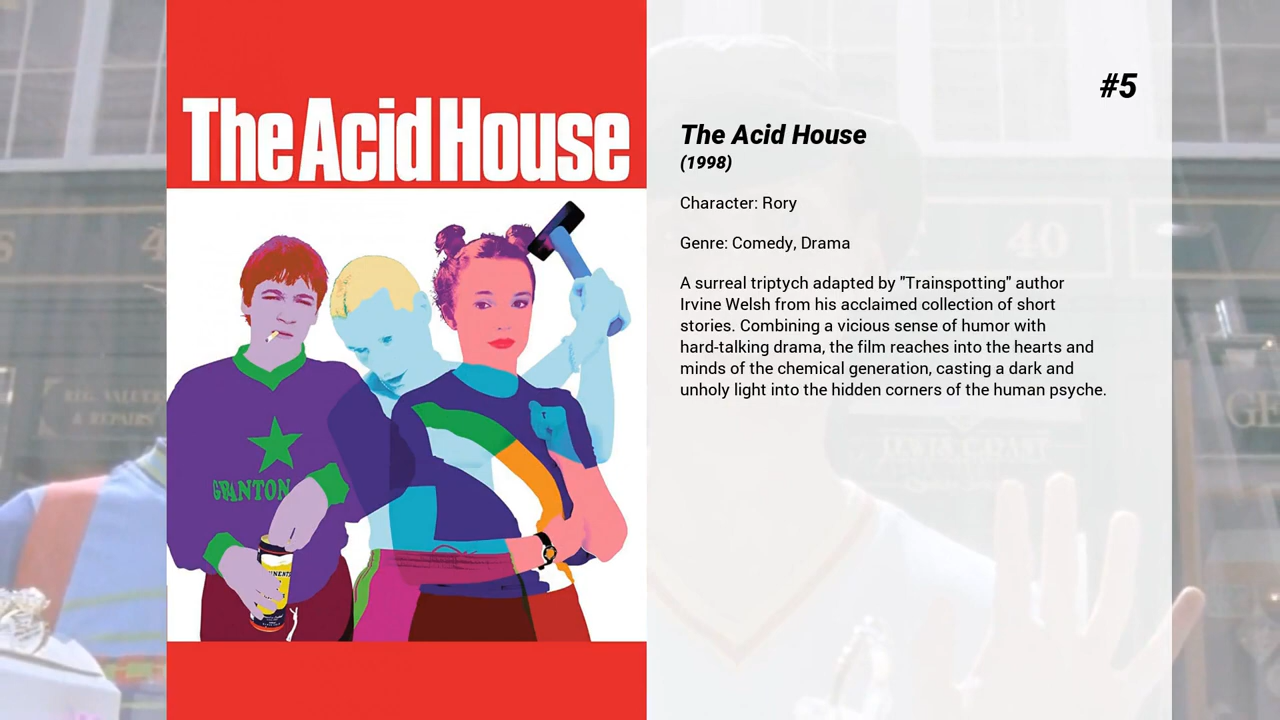 The Acid House
GRANTON
#5
The Acid House
(1998)
Character: Rory
Genre: Comedy, Drama
A surreal triptych adapted by "Trainspotting" author
Irvine Welsh from his acclaimed collection of short
stories. Combining a vicious sense of humor with
hard-talking drama, the film reaches into the hearts and
minds of the chemical generation, casting a dark and
unholy light into the hidden corners of the human psyche.
40
& REPAIRS